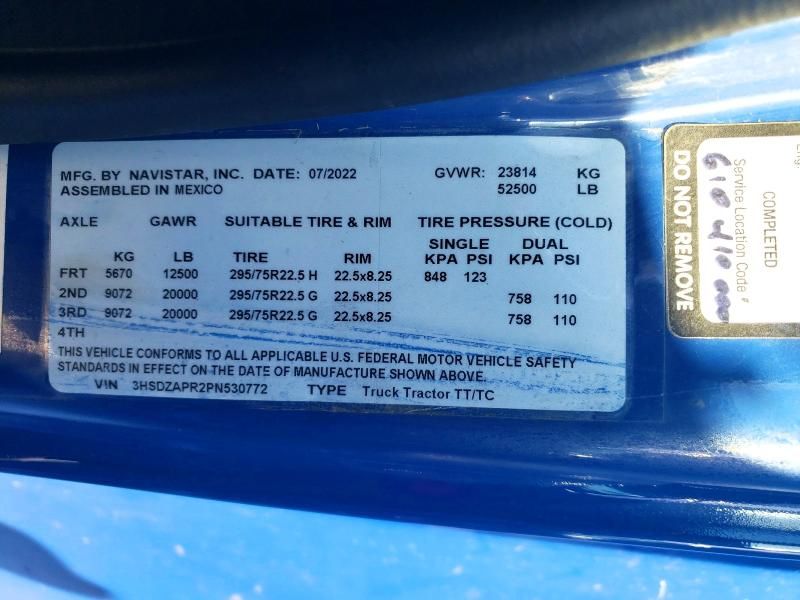 MFG. BY NAVISTAR, INC. DATE: 07/2022 GVWR: 23814 KG
ASSEMBLED IN MEXICO 52500 LB
AXLE GAWR SUITABLE TIRE & RIM TIRE PRESSURE (COLD)
SINGLE DUAL
KG LB TIRE RIM KPA PSI KPA PSI
FRT 5670 12500 295/75R22.5 H 22.5x8.25 848 123
2ND 9072 20000 295/75R22.5 G 22.5x8.25 758 110
3RD 9072 20000 295/75R22.5 G 22.5x8.25 758 110
4TH
THIS VEHICLE CONFORMS TO ALL APPLICABLE U.S. FEDERAL MOTOR VEHICLE SAFETY
STANDARDS IN EFFECT ON THE DATE OF MANUFACTURE SHOWN ABOVE.
VIN 3HSDZAPR2PN530772 TYPE Truck Tractor TT/TC
COMPLETED
Service Location Code #
DO NOT REMOVE